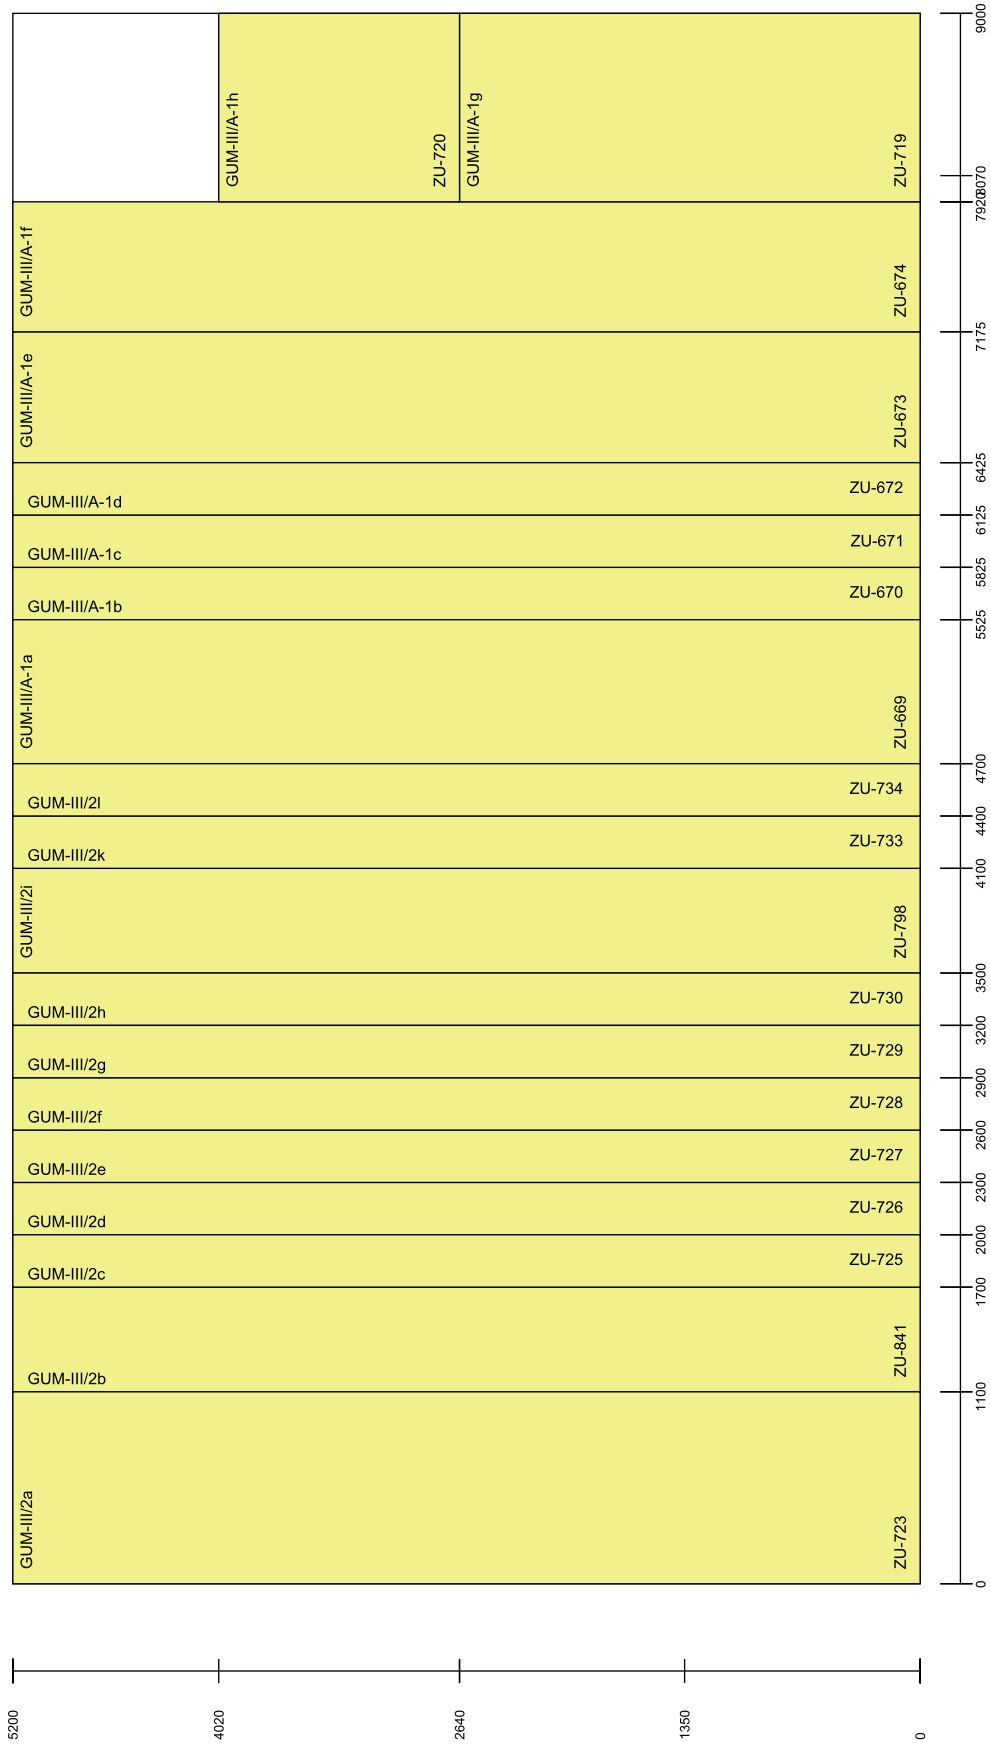 9000
GUM-III/A-1h
ZU-720
GUM-III/A-1g
ZU-719
8070
7920
GUM-III/A-1f
ZU-674
7175
GUM-III/A-1e
ZU-673
6425
GUM-III/A-1d
ZU-672
6125
GUM-III/A-1c
ZU-671
5825
GUM-III/A-1b
ZU-670
5525
GUM-III/A-1a
ZU-669
4700
GUM-III/2l
ZU-734
4400
GUM-III/2k
ZU-733
4100
GUM-III/2i
ZU-798
3500
GUM-III/2h
ZU-730
3200
GUM-III/2g
ZU-729
2900
GUM-III/2f
ZU-728
2600
GUM-III/2e
ZU-727
2300
GUM-III/2d
ZU-726
2000
GUM-III/2c
ZU-725
1700
GUM-III/2b
ZU-841
1100
GUM-III/2a
ZU-723
0
5200
4020
2640
1350
0